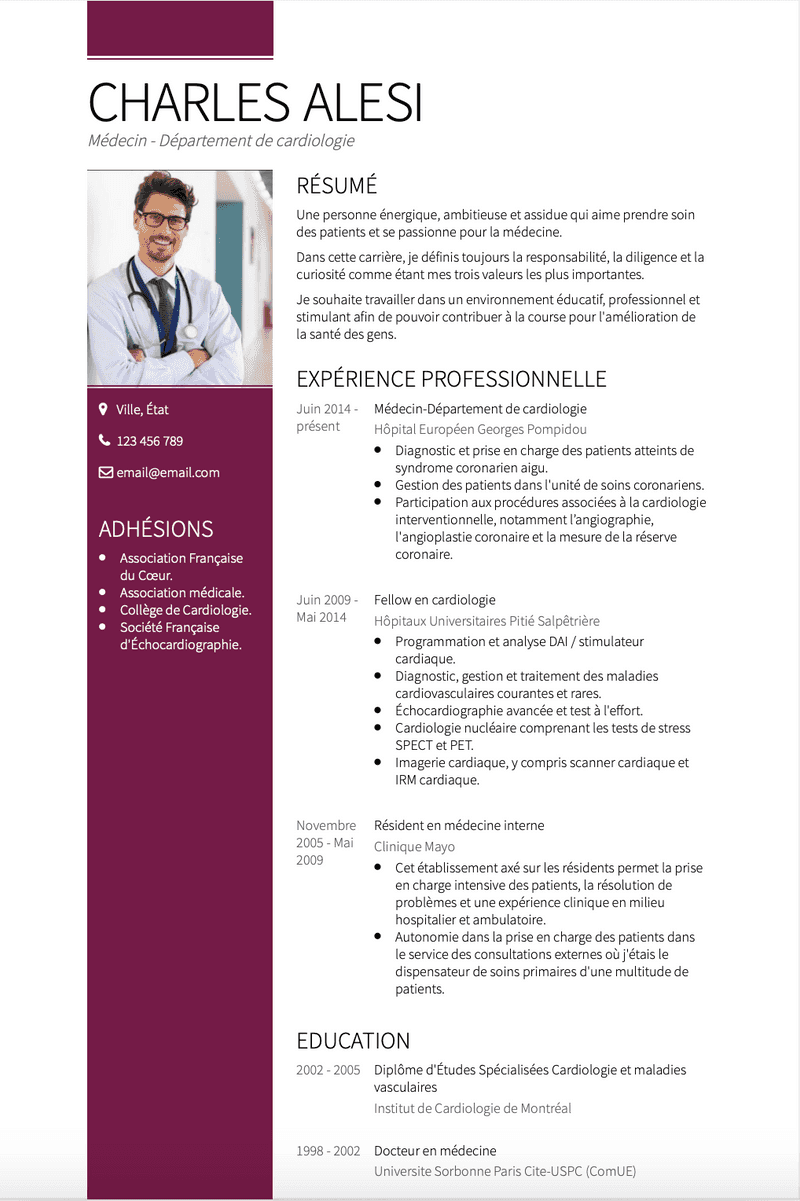 CHARLES ALESI
Médecin - Département de cardiologie
Ville, État
123 456 789
email@email.com
ADHÉSIONS
Association Française
du Cœur.
Association médicale.
Collège de Cardiologie.
Société Française
d'Échocardiographie.
RÉSUMÉ
Une personne énergique, ambitieuse et assidue qui aime prendre soin
des patients et se passionne pour la médecine.
Dans cette carrière, je définis toujours la responsabilité, la diligence et la
curiosité comme étant mes trois valeurs les plus importantes.
Je souhaite travailler dans un environnement éducatif, professionnel et
stimulant afin de pouvoir contribuer à la course pour l'amélioration de
la santé des gens.
EXPÉRIENCE PROFESSIONNELLE
Juin 2014 -
présent
Médecin-Département de cardiologie
Hôpital Européen Georges Pompidou
Diagnostic et prise en charge des patients atteints de
syndrome coronarien aigu.
Gestion des patients dans l'unité de soins coronariens.
Participation aux procédures associées à la cardiologie
interventionnelle, notamment l’angiographie,
l'angioplastie coronaire et la mesure de la réserve
coronaire.
Juin 2009 -
Mai 2014
Fellow en cardiologie
Hôpitaux Universitaires Pitié Salpêtrière
Programmation et analyse DAI / stimulateur
cardiaque.
Diagnostic, gestion et traitement des maladies
cardiovasculaires courantes et rares.
Échocardiographie avancée et test à l'effort.
Cardiologie nucléaire comprenant les tests de stress
SPECT et PET.
Imagerie cardiaque, y compris scanner cardiaque et
IRM cardiaque.
Novembre
2005 - Mai
2009
Résident en médecine interne
Clinique Mayo
Cet établissement axé sur les résidents permet la prise
en charge intensive des patients, la résolution de
problèmes et une expérience clinique en milieu
hospitalier et ambulatoire.
Autonomie dans la prise en charge des patients dans
le service des consultations externes où j'étais le
dispensateur de soins primaires d'une multitude de
patients.
EDUCATION
2002 - 2005
Diplôme d'Études Spécialisées Cardiologie et maladies
vasculaires
Institut de Cardiologie de Montréal
1998 - 2002
Docteur en médecine
Universite Sorbonne Paris Cite-USPC (ComUE)